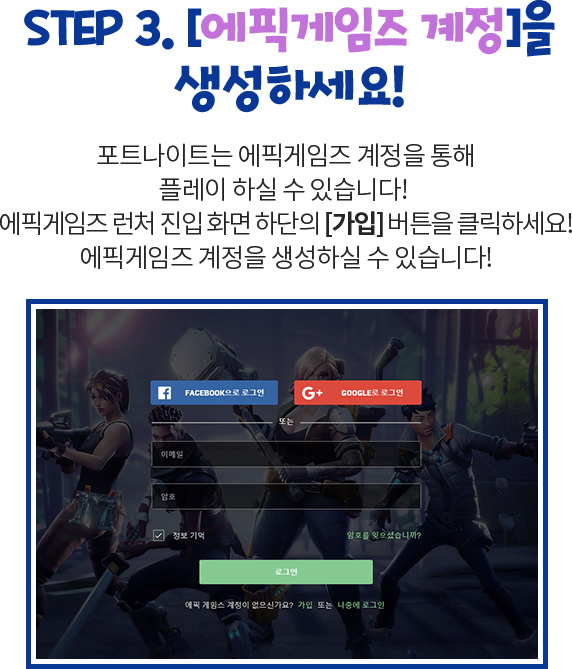 STEP 3. [에픽게임즈 계정]을
생성하세요!
포트나이트는 에픽게임즈 계정을 통해
플레이 하실 수 있습니다!
에픽게임즈 런처 진입 화면 하단의 [가입] 버튼을 클릭하세요!
에픽게임즈 계정을 생성하실 수 있습니다!
FACEBOOK으로 로그인 G+ GOOGLE로 로그인
또는
이메일
암호
정보 기억 암호를 잊으셨습니까?
로그인
에픽 게임스 계정이 없으신가요? 가입 또는 나중에 로그인